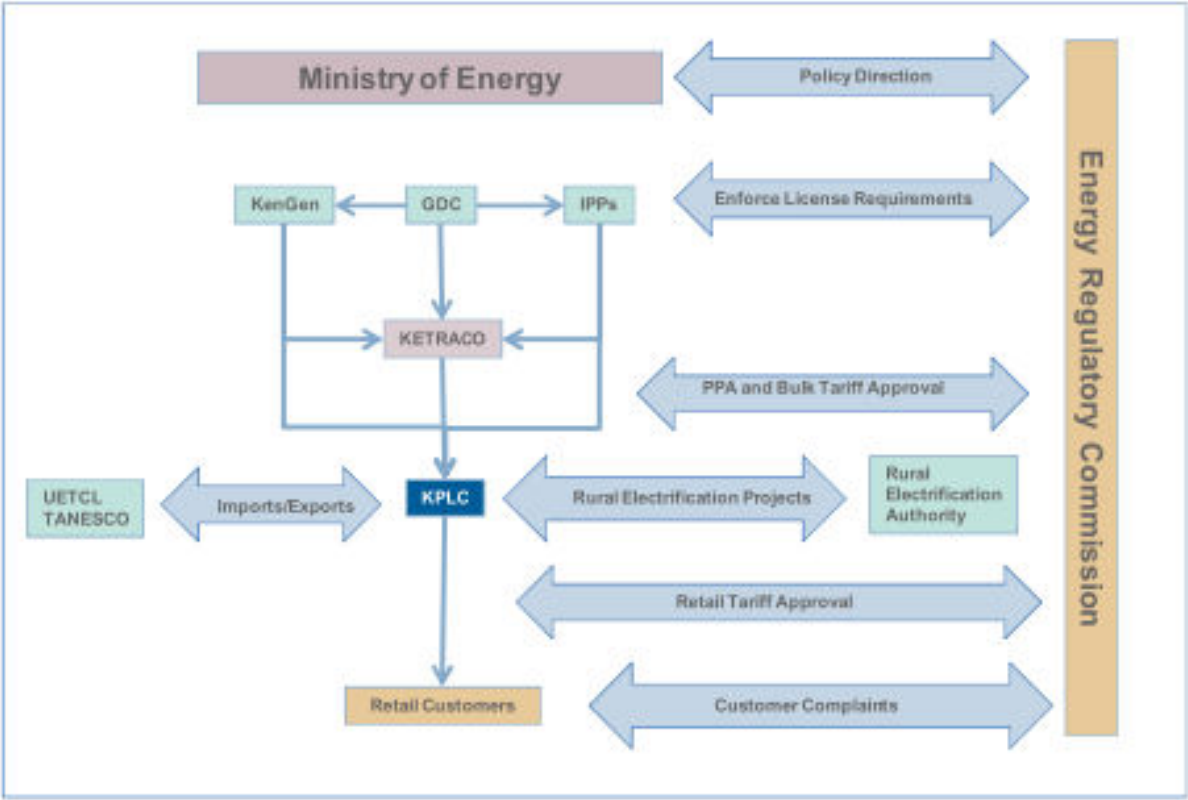 Ministry of Energy
Policy Direction
KenGen
GDC
IPPs
Enforce License Requirements
KETRACO
PPA and Bulk Tariff Approval
UETCL
TANESCO
Imports/Exports
KPLC
Rural Electrification Projects
Rural
Electrification
Authority
Retail Tariff Approval
Retail Customers
Customer Complaints
Energy Regulatory Commission